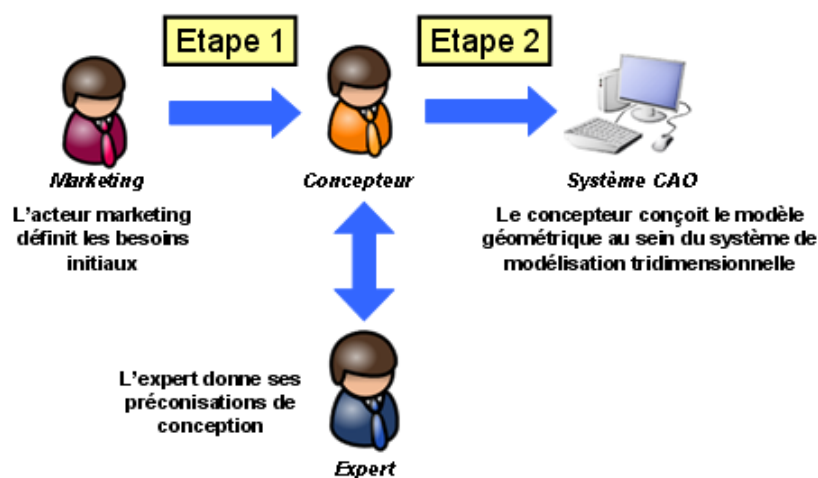 Etape 1
Etape 2
Marketing
Concepteur
Système CAO
L'acteur marketing
définit les besoins
initiaux
Le concepteur conçoit le modèle
géométrique au sein du système de
modélisation tridimensionnelle
L'expert donne ses
préconisations de
conception
Expert